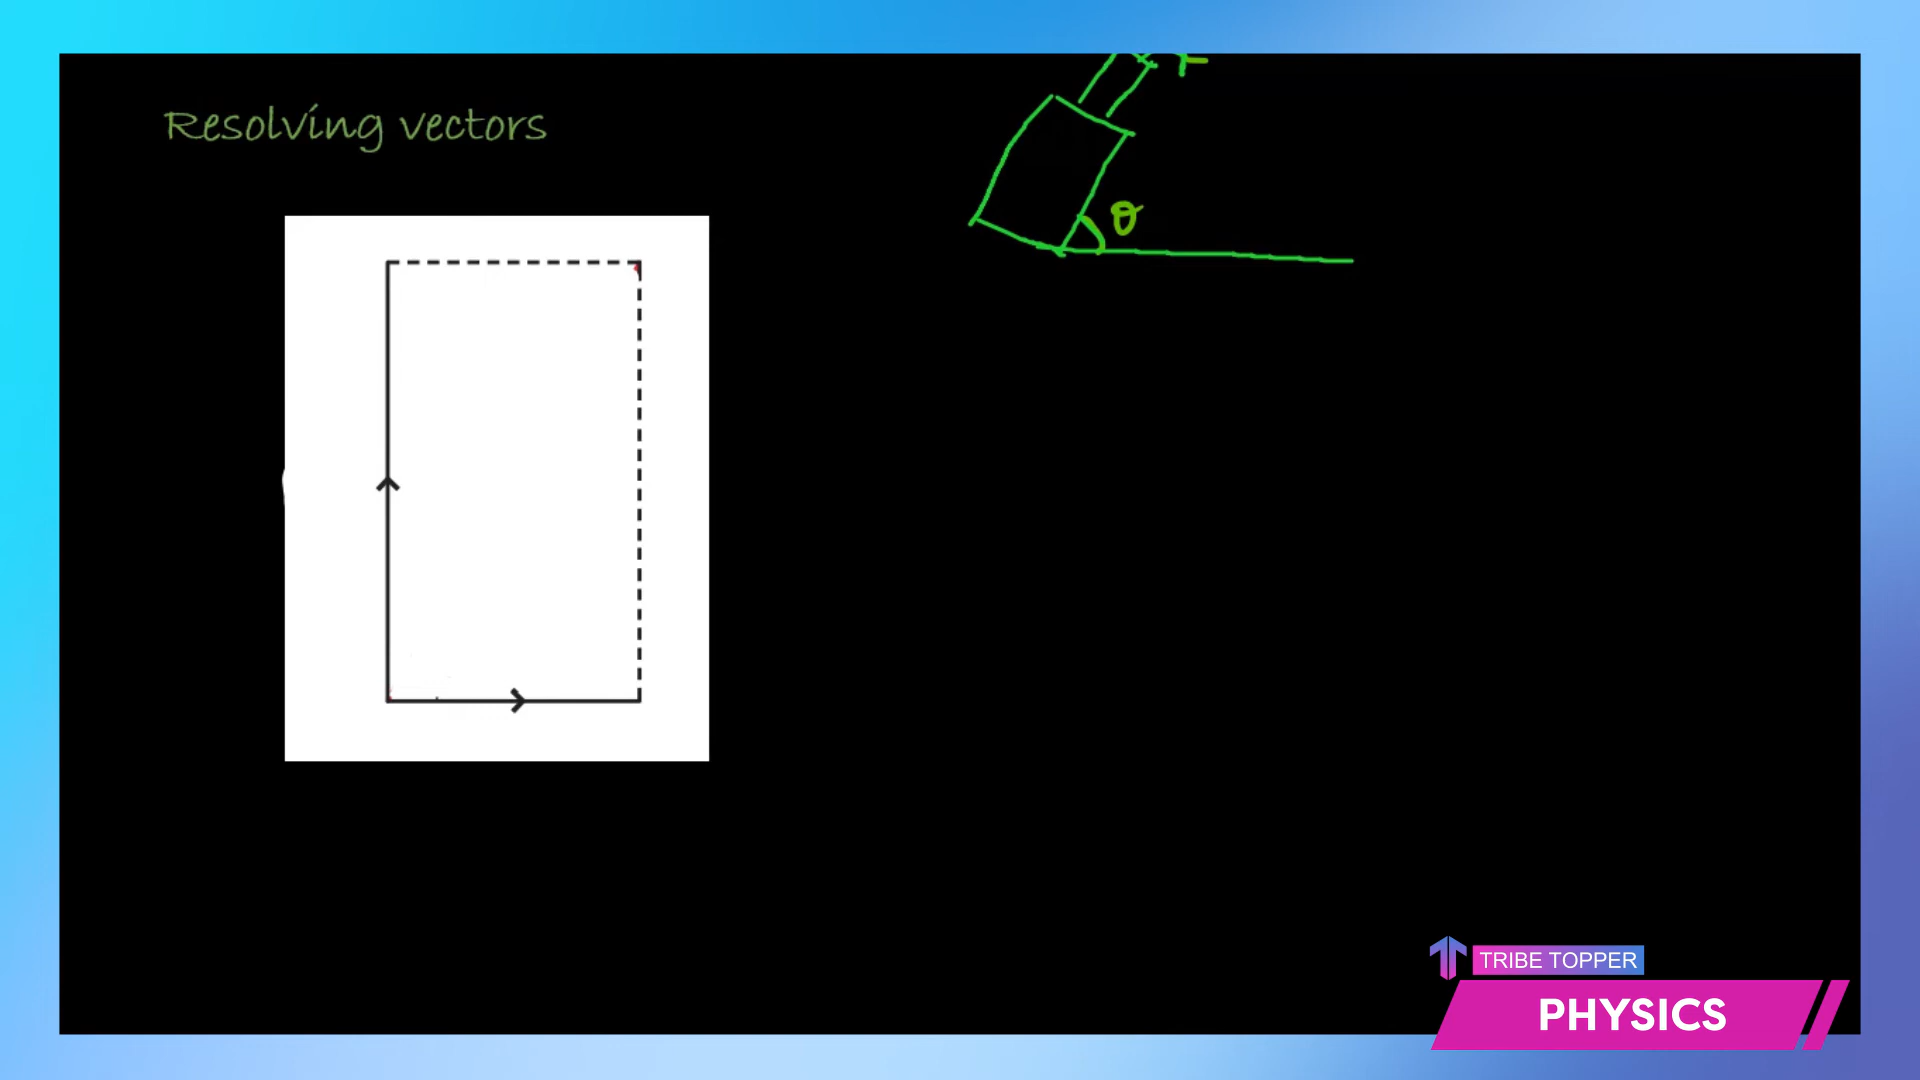 Resolving vectors
θ
TRIBE TOPPER
PHYSICS